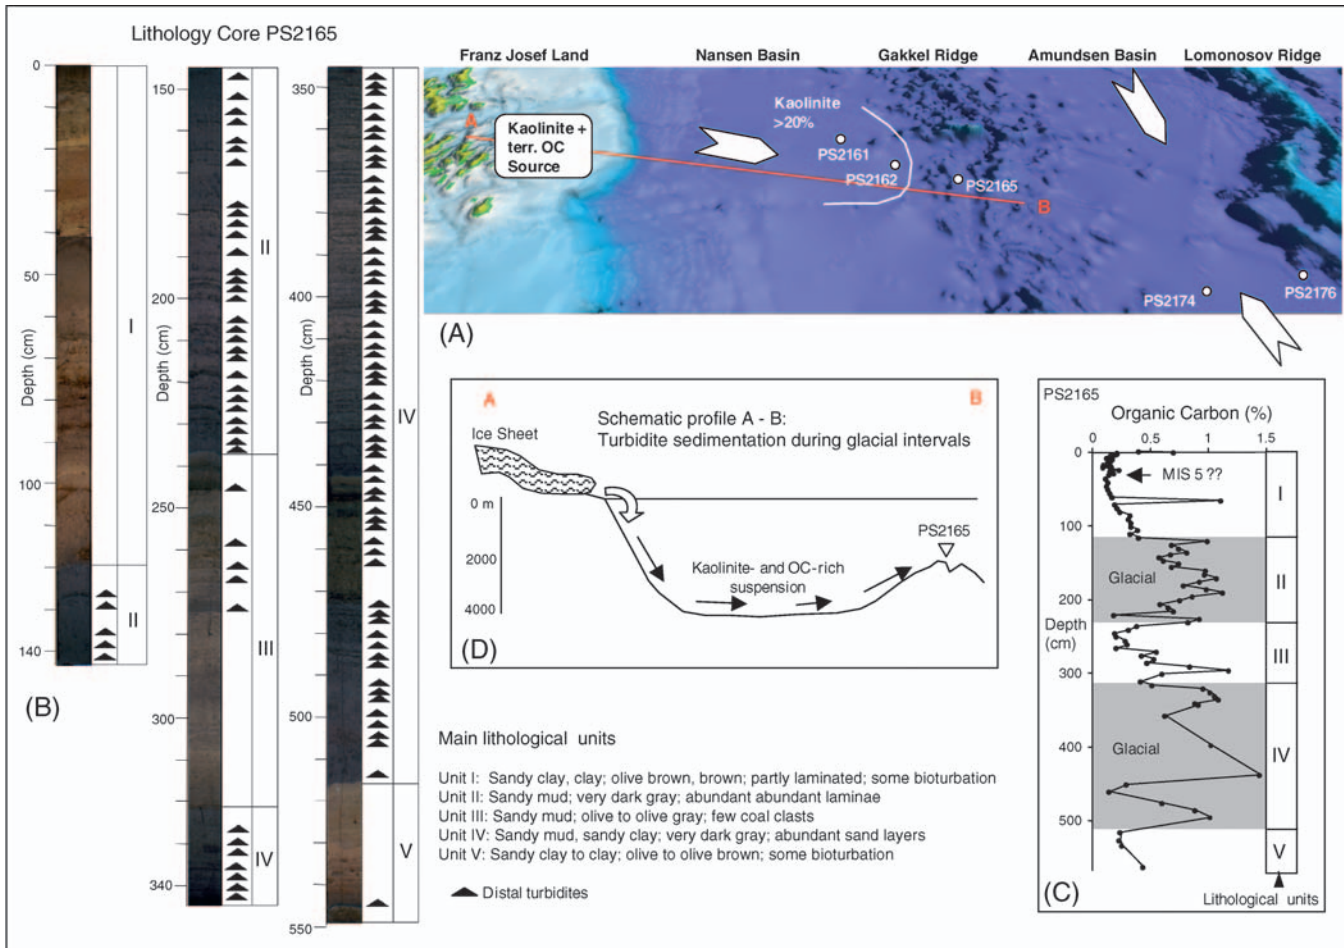 Lithology Core PS2165
0
50
100
140
Depth (cm)
I
II
(B)
150
200
250
300
340
Depth (cm)
II
III
IV
350
400
450
500
550
Depth (cm)
IV
V
Franz Josef Land
Nansen Basin
Gakkel Ridge
Amundsen Basin
Lomonosov Ridge
A
Kaolinite +
terr. OC
Source
Kaolinite
>20%
PS2161
PS2162
PS2165
B
PS2174
PS2176
(A)
A
B
Schematic profile A - B:
Turbidite sedimentation during glacial intervals
Ice Sheet
0 m
2000
4000
PS2165
Kaolinite- and OC-rich
suspension
(D)
PS2165
Organic Carbon (%)
0
0.5
1
1.5
0
100
200
Depth
(cm)
300
400
500
MIS 5 ??
Glacial
Glacial
I
II
III
IV
V
(C)
Lithological units
Main lithological units
Unit I: Sandy clay, clay; olive brown, brown; partly laminated; some bioturbation
Unit II: Sandy mud; very dark gray; abundant abundant laminae
Unit III: Sandy mud; olive to olive gray; few coal clasts
Unit IV: Sandy mud, sandy clay; very dark gray; abundant sand layers
Unit V: Sandy clay to clay; olive to olive brown; some bioturbation
Distal turbidites